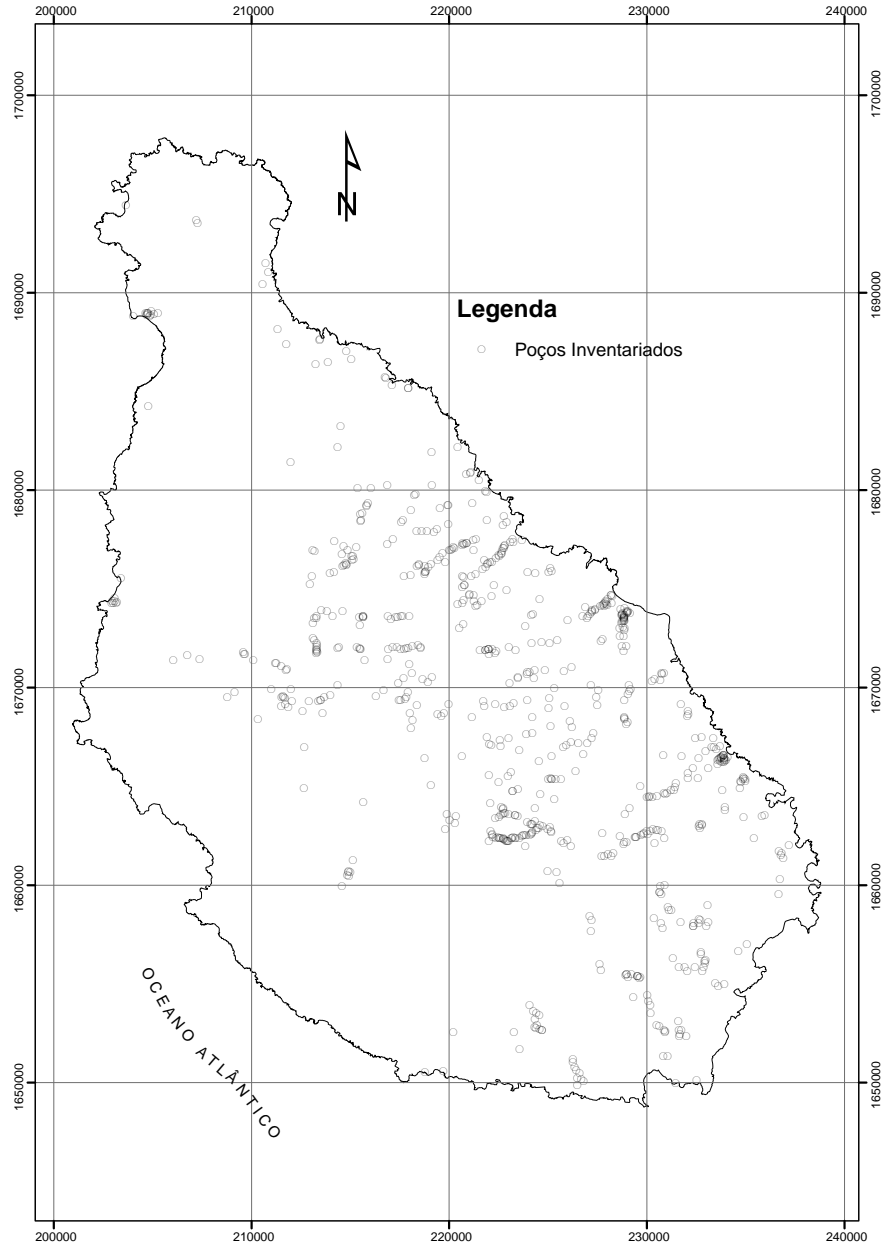 200000 210000 220000 230000 240000
1700000 1700000
N
1690000 1690000
Legenda
Poços Inventariados
1680000 1680000
1670000 1670000
1660000 1660000
OCEANO ATLÂNTICO
1650000 1650000
200000 210000 220000 230000 240000